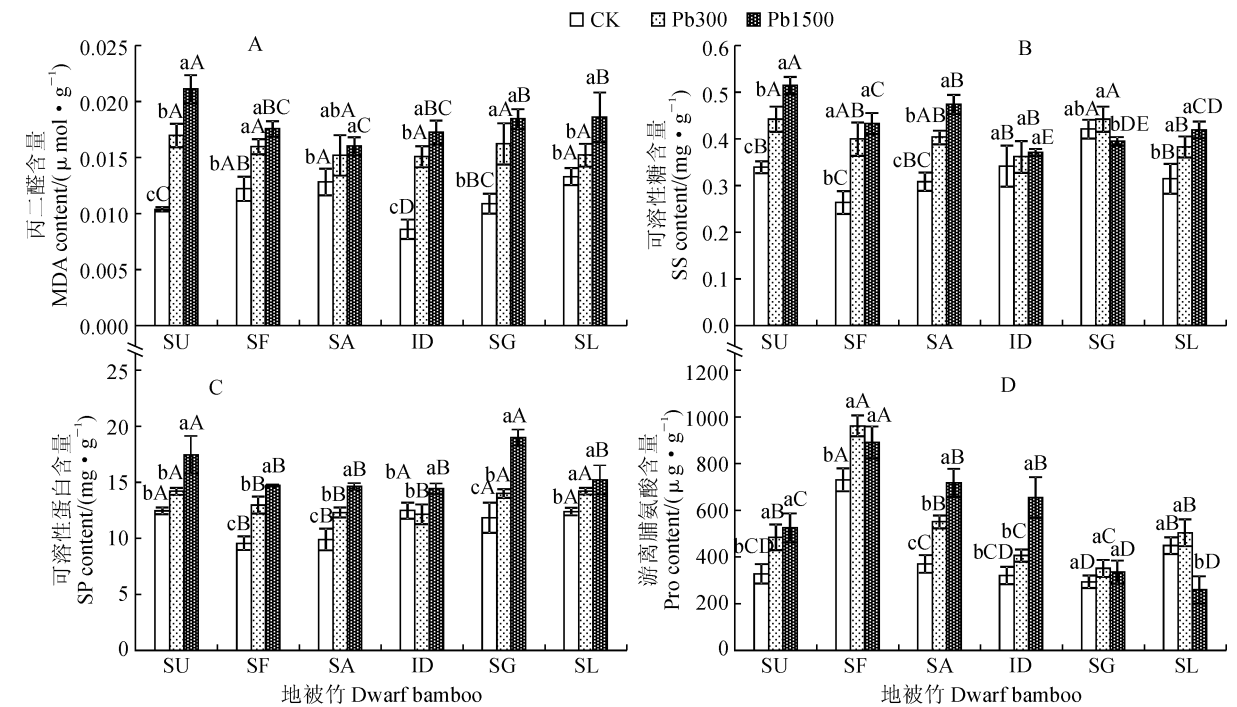 CK Pb300 Pb1500
A
丙二醛含量
MDA content/(μ mol·g⁻¹)
0.025
0.020
0.015
0.010
0.005
0.000
cC bA aA
bAB aA aBC
bA abA aC
cD bA aBC
bBC aA aB
bA bA aB
SU SF SA ID SG SL
B
可溶性糖含量
SS content/(mg·g⁻¹)
0.6
0.5
0.4
0.3
0.2
0.1
0.0
cB bA aA
bC aAB aC
cBC bAB aB
aB aB aE
abA aA bDE
bB aB aCD
SU SF SA ID SG SL
C
可溶性蛋白含量
SP content/(mg·g⁻¹)
25
20
15
10
5
0
bA bA aA
cB bB aB
cB bB aB
bA bB aB
cA bA aA
bA aA aB
SU SF SA ID SG SL
地被竹 Dwarf bamboo
D
游离脯氨酸含量
Pro content/(μ g·g⁻¹)
1200
1000
800
600
400
200
0
bCD aB aC
bA aA aA
cC bB aB
bCD bC aB
aD aC aD
aB aB bD
SU SF SA ID SG SL
地被竹 Dwarf bamboo